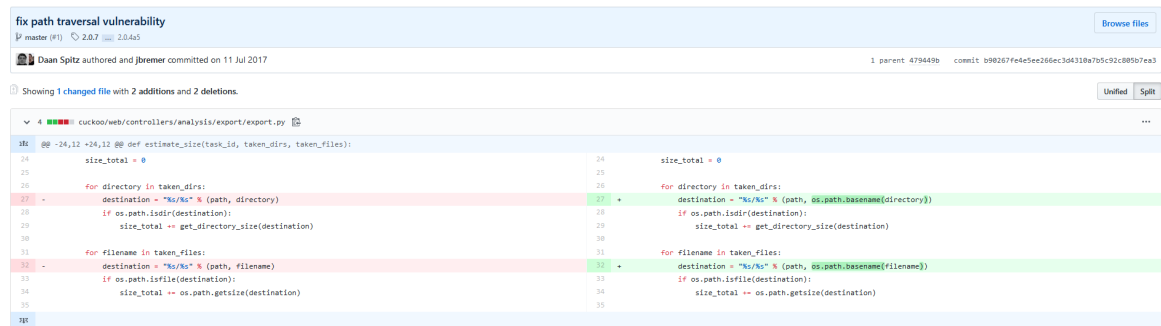 fix path traversal vulnerability
Browse files
master (#1) 2.0.7 ... 2.0.4a5
Daan Spitz authored and jbremer committed on 11 Jul 2017
1 parent 479449b commit b90267fe4e5ee266ec3d4310a7b5c92c805b7ea3
Showing 1 changed file with 2 additions and 2 deletions.
Unified Split
4 cuckoo/web/controllers/analysis/export/export.py ...
@@ -24,12 +24,12 @@ def estimate_size(task_id, taken_dirs, taken_files):
24 size_total = 0 24 size_total = 0
25 25
26 for directory in taken_dirs: 26 for directory in taken_dirs:
27 - destination = "%s/%s" % (path, directory) 27 + destination = "%s/%s" % (path, os.path.basename(directory))
28 if os.path.isdir(destination): 28 if os.path.isdir(destination):
29 size_total += get_directory_size(destination) 29 size_total += get_directory_size(destination)
30 30
31 for filename in taken_files: 31 for filename in taken_files:
32 - destination = "%s/%s" % (path, filename) 32 + destination = "%s/%s" % (path, os.path.basename(filename))
33 if os.path.isfile(destination): 33 if os.path.isfile(destination):
34 size_total += os.path.getsize(destination) 34 size_total += os.path.getsize(destination)
35 35